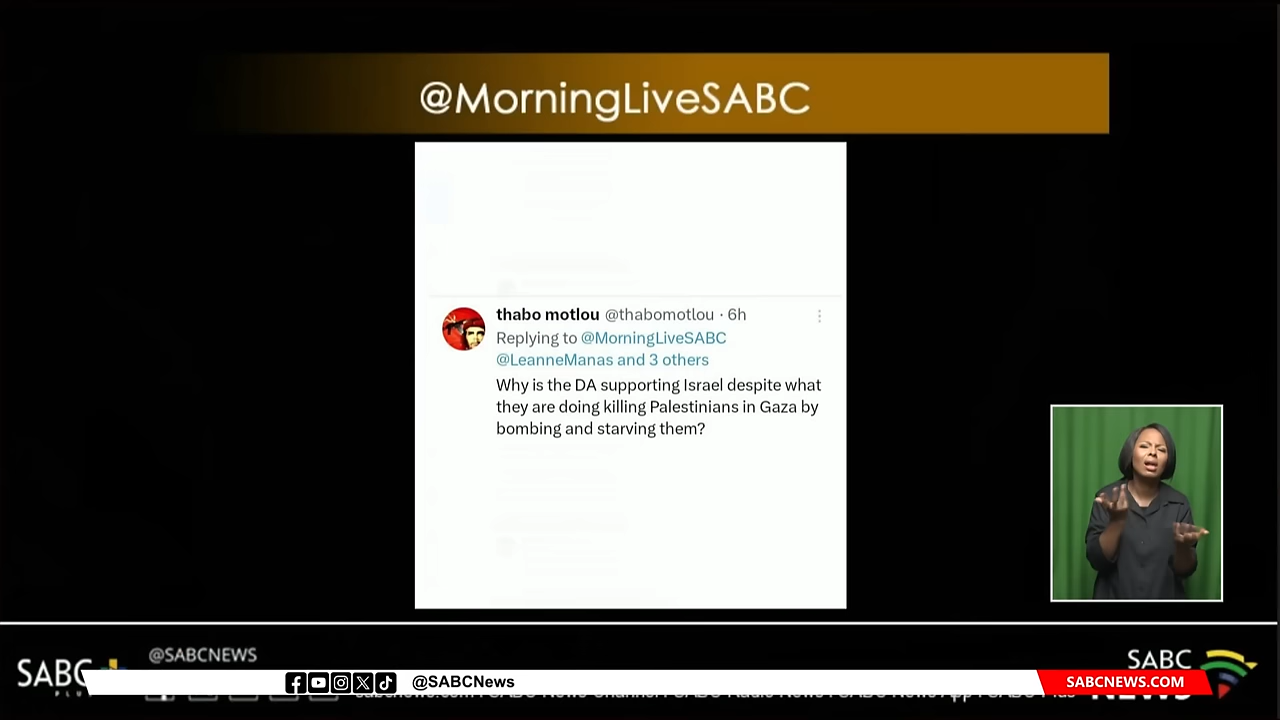 @MorningLiveSABC
thabo motlou @thabomotlou · 6h
Replying to @MorningLiveSABC
@LeanneManas and 3 others
Why is the DA supporting Israel despite what
they are doing killing Palestinians in Gaza by
bombing and starving them?
@SABCNEWS
SABC
SABC
@SABCNews
SABCNEWS.COM
NEWS